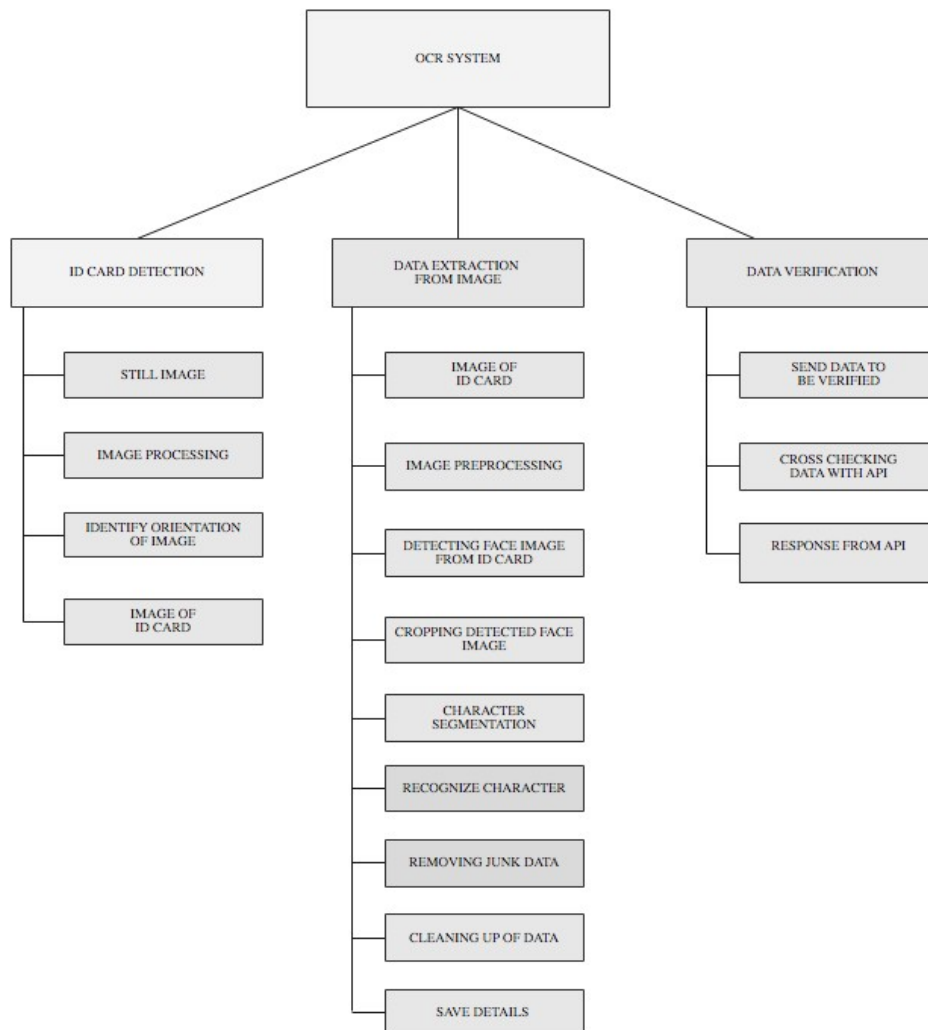 OCR SYSTEM
ID CARD DETECTION
STILL IMAGE
IMAGE PROCESSING
IDENTIFY ORIENTATION
OF IMAGE
IMAGE OF
ID CARD
DATA EXTRACTION
FROM IMAGE
IMAGE OF
ID CARD
IMAGE PREPROCESSING
DETECTING FACE IMAGE
FROM ID CARD
CROPPING DETECTED FACE
IMAGE
CHARACTER
SEGMENTATION
RECOGNIZE CHARACTER
REMOVING JUNK DATA
CLEANING UP OF DATA
SAVE DETAILS
DATA VERIFICATION
SEND DATA TO
BE VERIFIED
CROSS CHECKING
DATA WITH API
RESPONSE FROM API